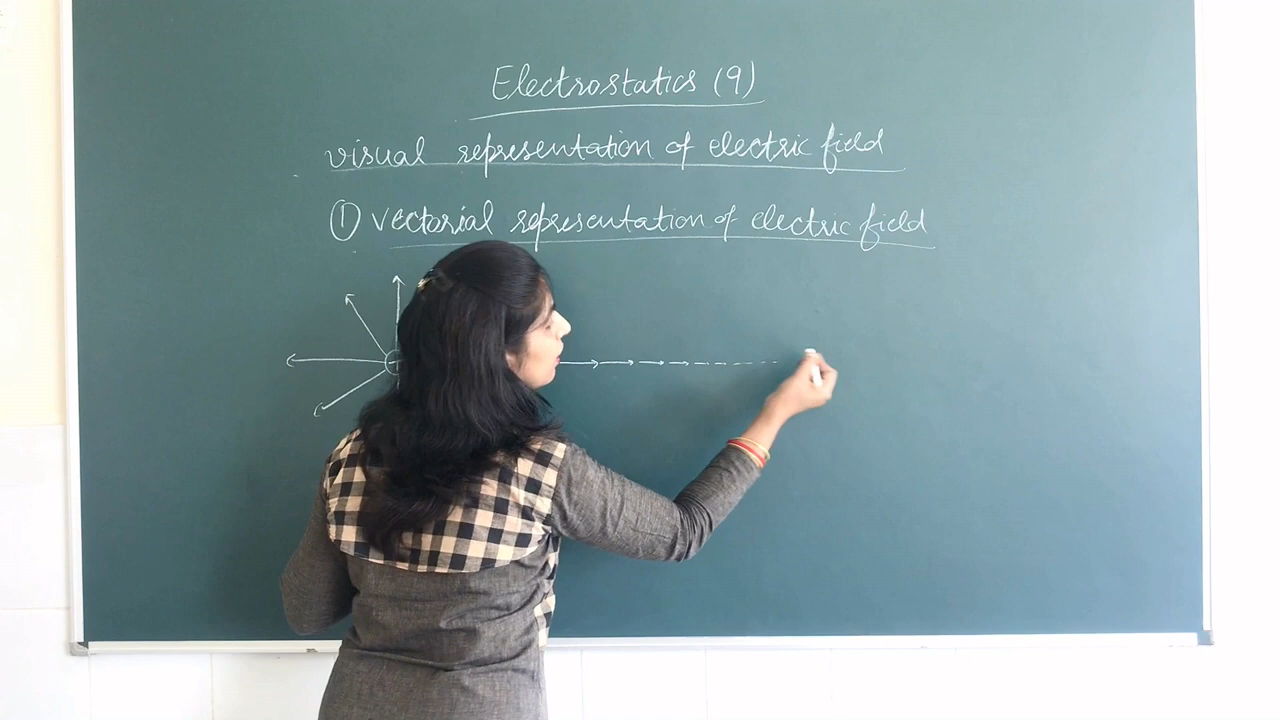 Electrostatics (9)
visual representation of electric field
① vectorial representation of electric field